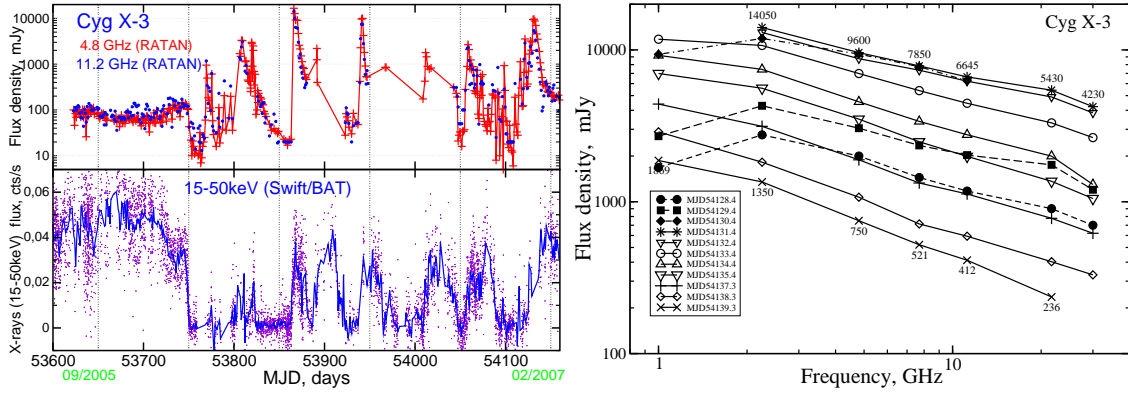 Cyg X-3
4.8 GHz (RATAN)
11.2 GHz (RATAN)
Flux density mJy
10000
1000
100
10
15-50keV (Swift/BAT)
X-rays (15-50keV) flux, cts/s
0.06
0.04
0.02
0
53600
53700
53800
53900
54000
54100
09/2005
MJD, days
02/2007
Cyg X-3
Flux density, mJy
10000
1000
100
14050
9600
7850
6645
5430
4230
1869
1350
750
521
412
236
MJD54128.4
MJD54129.4
MJD54130.4
MJD54131.4
MJD54132.4
MJD54133.4
MJD54134.4
MJD54135.4
MJD54137.3
MJD54138.3
MJD54139.3
1
10
Frequency, GHz